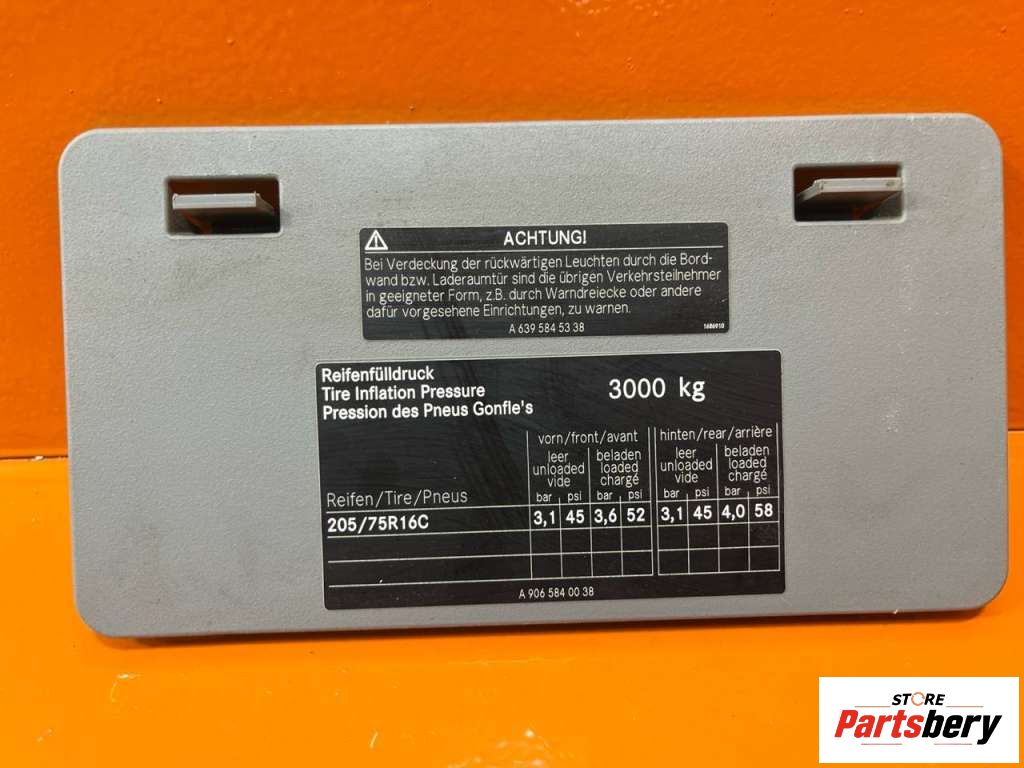 ACHTUNG!
Bei Verdeckung der rückwärtigen Leuchten durch die Bord-
wand bzw. Laderaumtür sind die übrigen Verkehrsteilnehmer
in geeigneter Form, z.B. durch Warndreiecke oder andere
dafür vorgesehene Einrichtungen, zu warnen.
A 639 584 53 38 1686910
Reifenfülldruck
Tire Inflation Pressure 3000 kg
Pression des Pneus Gonfle's
vorn/front/avant hinten/rear/arrière
leer beladen leer beladen
unloaded loaded unloaded loaded
vide chargé vide chargé
Reifen/Tire/Pneus bar psi bar psi bar psi bar psi
205/75R16C 3,1 45 3,6 52 3,1 45 4,0 58
A 906 584 00 38
STORE
Partsbery